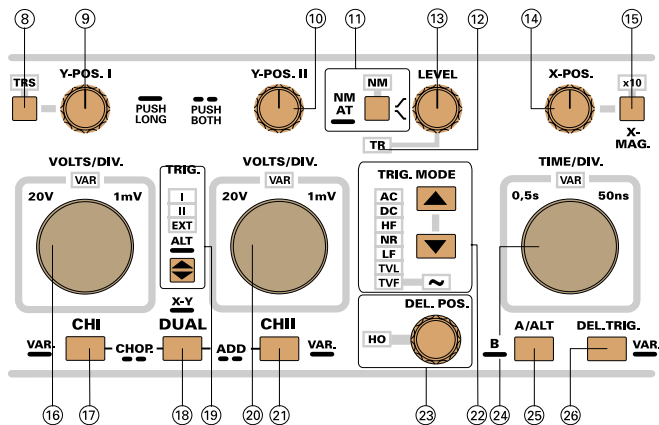 8 9 10 11 13 12 14 15
TRS Y-POS. I Y-POS. II NM LEVEL X-POS. x10
PUSH LONG
PUSH BOTH
NM AT
TR
X-MAG.
VOLTS/DIV. TRIG. VOLTS/DIV. TRIG. MODE TIME/DIV.
VAR VAR VAR
20V 1mV 20V 1mV 0,5s 50ns
I
II
EXT
ALT
AC
DC
HF
NR
LF
TVL
TVF ~
X-Y
DEL. POS.
HO
CHI DUAL CHII A/ALT DEL.TRIG.
VAR. CHOP. ADD VAR. B VAR.
16 17 18 19 20 21 23 22 24 25 26